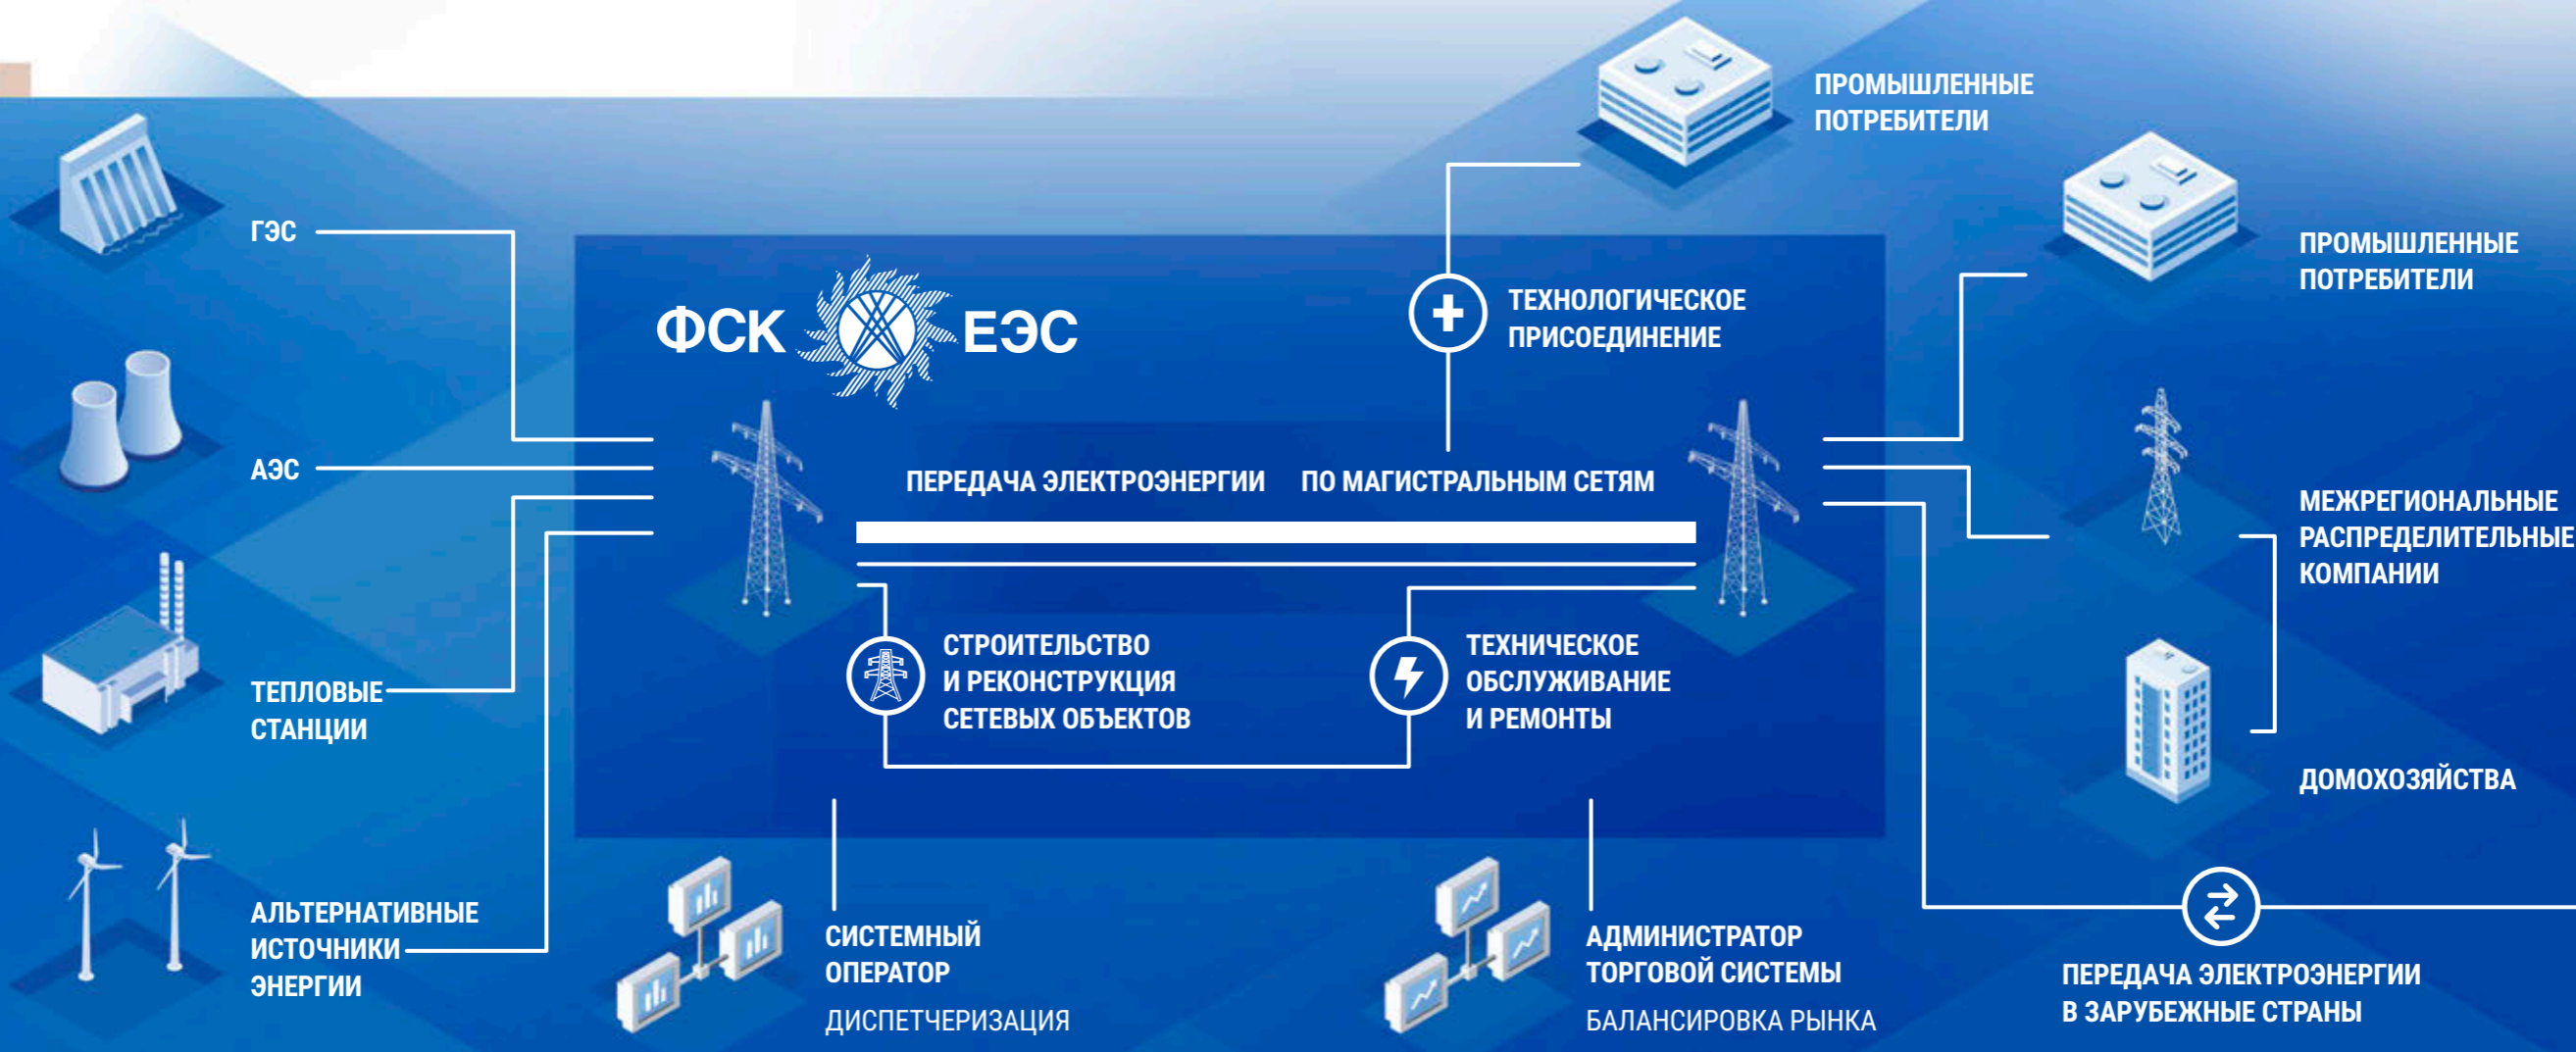 ПРОМЫШЛЕННЫЕ
ПОТРЕБИТЕЛИ
ГЭС
АЭС
ТЕПЛОВЫЕ
СТАНЦИИ
АЛЬТЕРНАТИВНЫЕ
ИСТОЧНИКИ
ЭНЕРГИИ
ФСК ЕЭС
ТЕХНОЛОГИЧЕСКОЕ
ПРИСОЕДИНЕНИЕ
ПЕРЕДАЧА ЭЛЕКТРОЭНЕРГИИ ПО МАГИСТРАЛЬНЫМ СЕТЯМ
СТРОИТЕЛЬСТВО
И РЕКОНСТРУКЦИЯ
СЕТЕВЫХ ОБЪЕКТОВ
ТЕХНИЧЕСКОЕ
ОБСЛУЖИВАНИЕ
И РЕМОНТЫ
СИСТЕМНЫЙ
ОПЕРАТОР
ДИСПЕТЧЕРИЗАЦИЯ
АДМИНИСТРАТОР
ТОРГОВОЙ СИСТЕМЫ
БАЛАНСИРОВКА РЫНКА
ПРОМЫШЛЕННЫЕ
ПОТРЕБИТЕЛИ
МЕЖРЕГИОНАЛЬНЫЕ
РАСПРЕДЕЛИТЕЛЬНЫЕ
КОМПАНИИ
ДОМОХОЗЯЙСТВА
ПЕРЕДАЧА ЭЛЕКТРОЭНЕРГИИ
В ЗАРУБЕЖНЫЕ СТРАНЫ